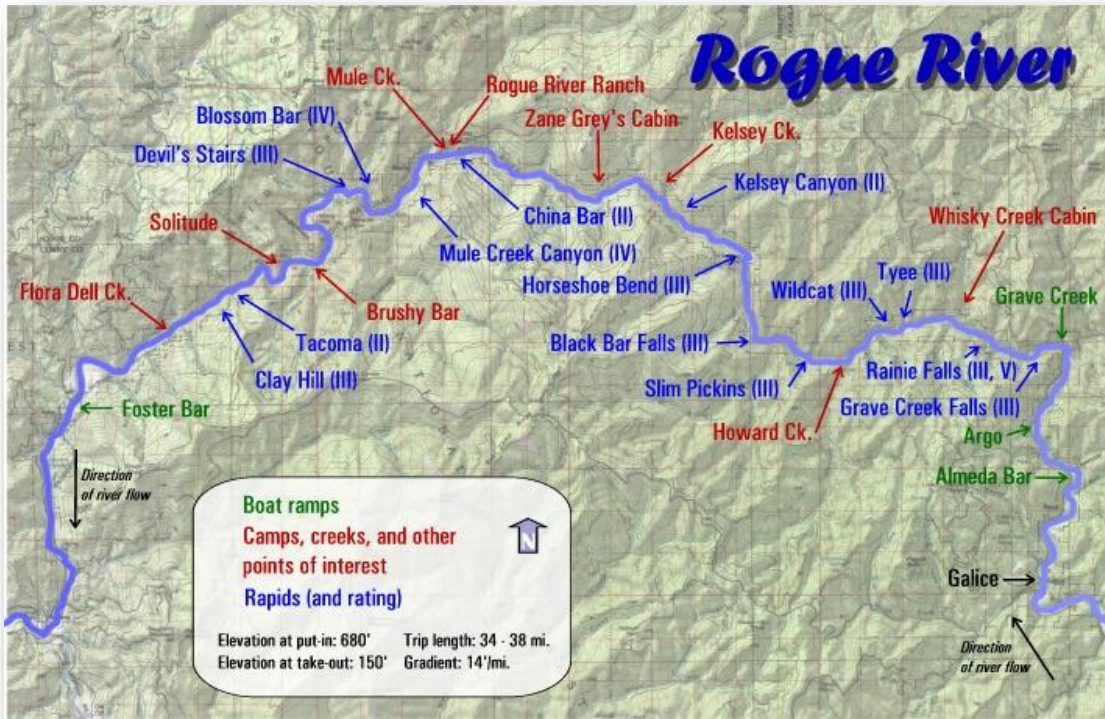 Rogue River
Mule Ck.
Rogue River Ranch
Zane Grey's Cabin
Kelsey Ck.
Blossom Bar (IV)
Devil's Stairs (III)
Kelsey Canyon (II)
China Bar (II)
Whisky Creek Cabin
Solitude
Mule Creek Canyon (IV)
Horseshoe Bend (III)
Tyee (III)
Wildcat (III)
Grave Creek
Flora Dell Ck.
Brushy Bar
Tacoma (II)
Black Bar Falls (III)
Rainie Falls (III, V)
Clay Hill (III)
Slim Pickins (III)
Grave Creek Falls (III)
Foster Bar
Howard Ck.
Argo
Almeda Bar
Direction
of river flow
Galice
Direction
of river flow
Boat ramps
Camps, creeks, and other
points of interest
N
Rapids (and rating)
Elevation at put-in: 680' Trip length: 34 - 38 mi.
Elevation at take-out: 150' Gradient: 14'/mi.